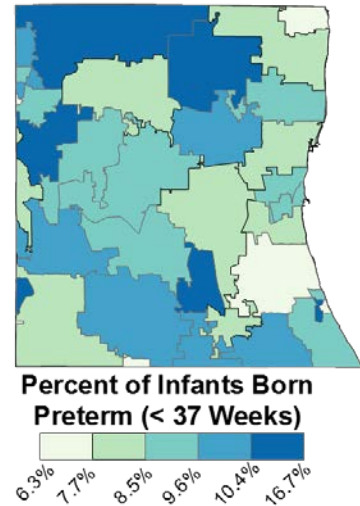 Percent of Infants Born
Preterm (< 37 Weeks)
6.3% 7.7% 8.5% 9.6% 10.4% 16.7%